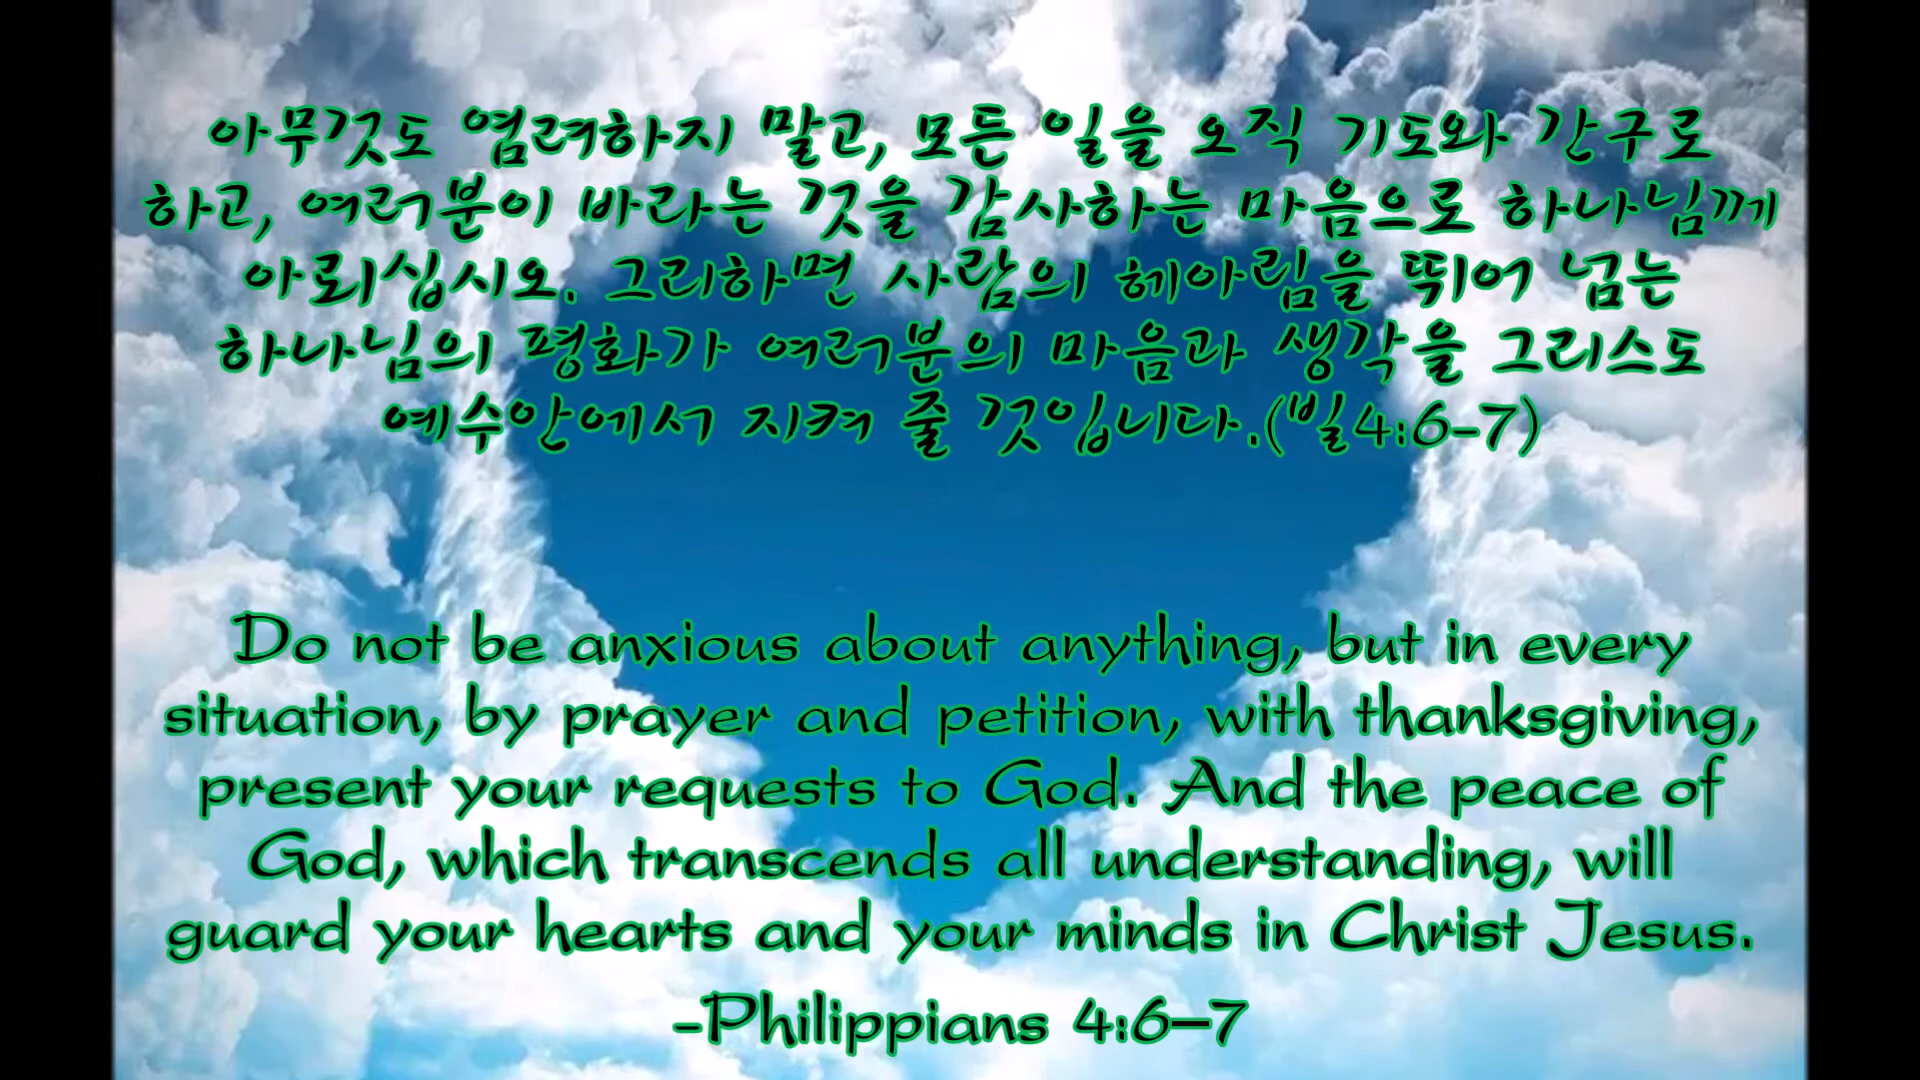 아무것도 염려하지 말고, 모든 일을 오직 기도와 간구로
하고, 여러분이 바라는 것을 감사하는 마음으로 하나님께
아뢰십시오. 그리하면 사람의 헤아림을 뛰어 넘는
하나님의 평화가 여러분의 마음과 생각을 그리스도
예수안에서 지켜 줄 것입니다.(빌4:6-7)
Do not be anxious about anything, but in every
situation, by prayer and petition, with thanksgiving,
present your requests to God. And the peace of
God, which transcends all understanding, will
guard your hearts and your minds in Christ Jesus.
-Philippians 4:6–7